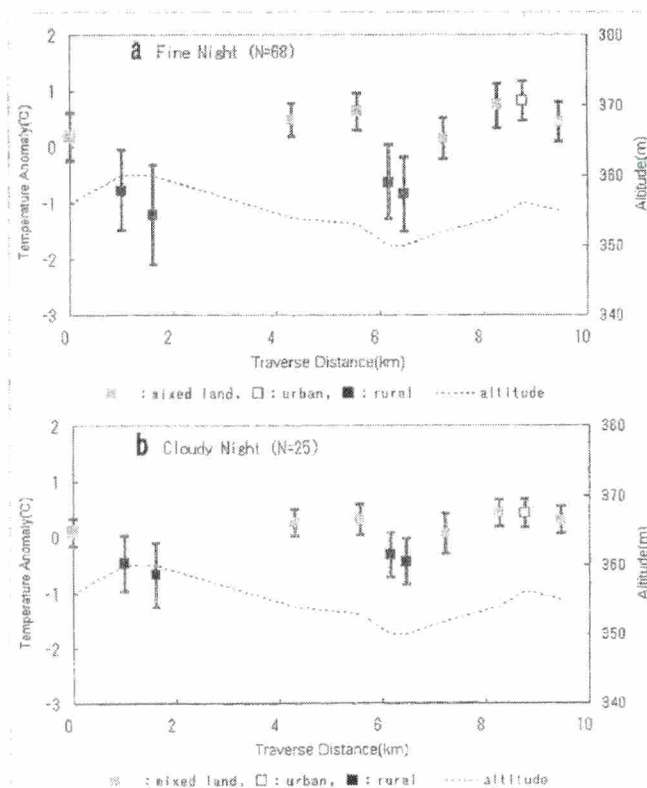 a Fine Night (N=68)
2
1
0
-1
-2
-3
Temperature Anomaly(℃)
360
370
360
350
340
Altitude(m)
0 2 4 6 8 10
Traverse Distance(km)
: mixed land, □: urban, ■: rural ------altitude
b Cloudy Night (N=25)
2
1
0
-1
-2
-3
Temperature Anomaly(℃)
380
370
360
350
340
Altitude(m)
0 2 4 6 8 10
Traverse Distance(km)
: mixed land, □: urban, ■: rural ------altitude